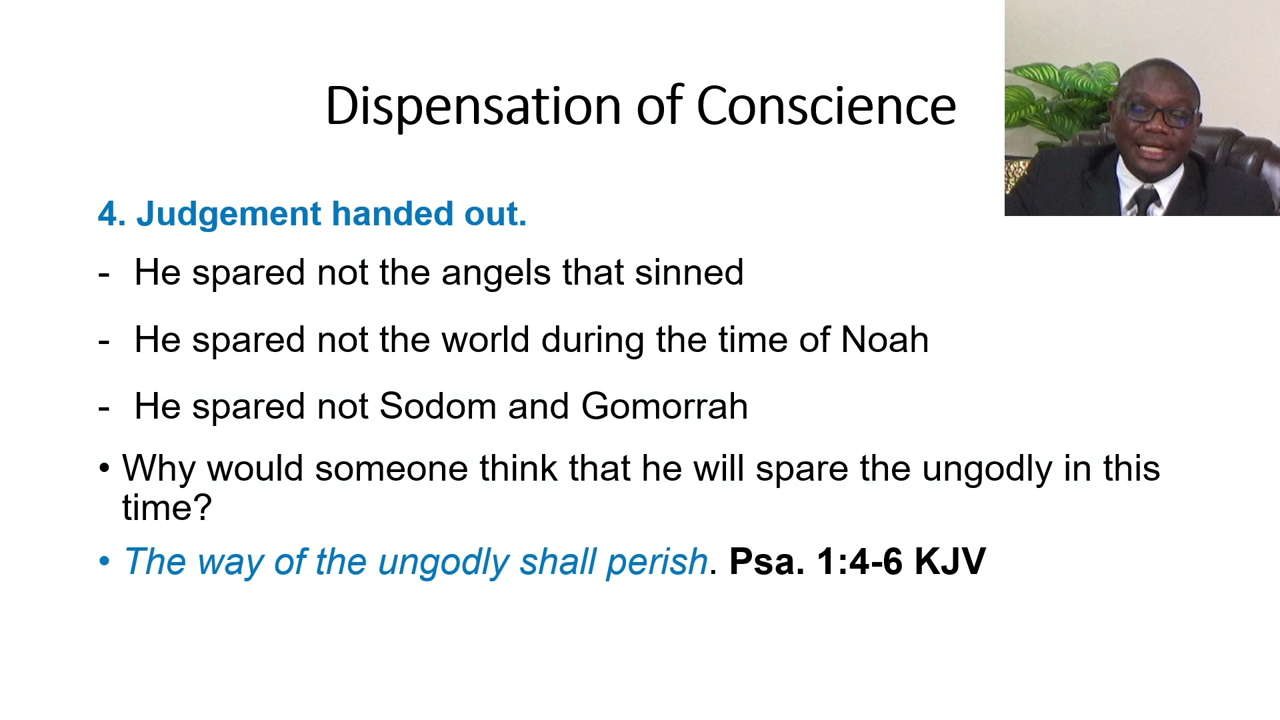 Dispensation of Conscience
4. Judgement handed out.
- He spared not the angels that sinned
- He spared not the world during the time of Noah
- He spared not Sodom and Gomorrah
• Why would someone think that he will spare the ungodly in this
time?
• The way of the ungodly shall perish. Psa. 1:4-6 KJV